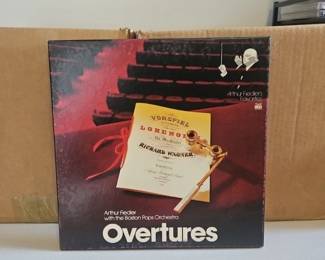 Arthur Fiedler's
Favorites
VORSPIEL
LOHENGRIN
RICHARD WAGNER
Arthur Fiedler
with the Boston Pops Orchestra
Overtures